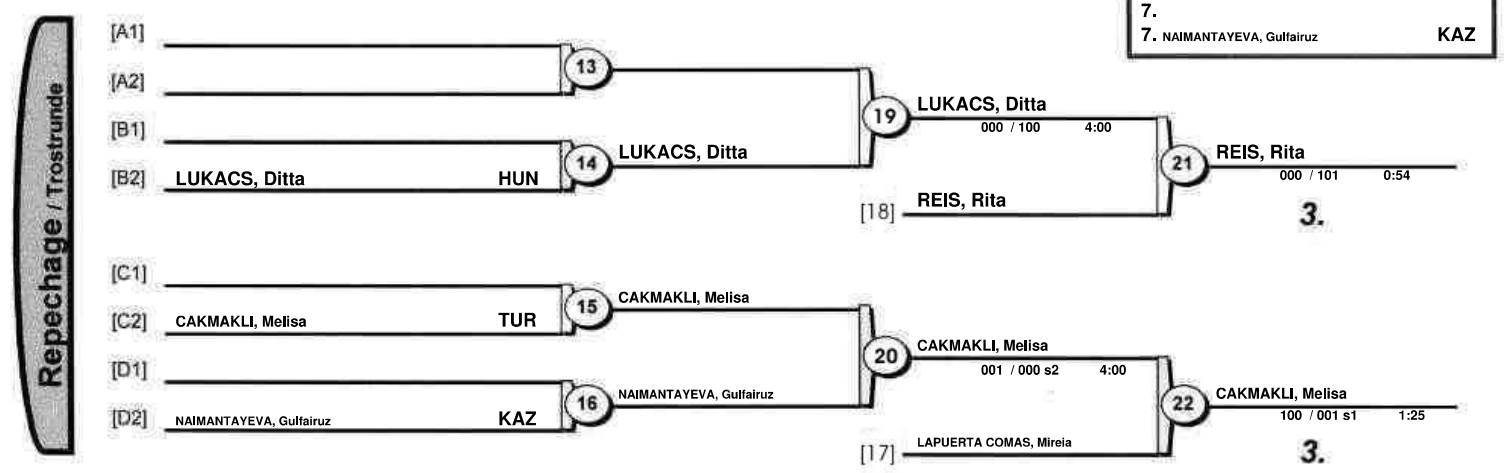 7.
7. NAIMANTAYEVA, Gulfairuz KAZ
Repechage / Trostrunde
[A1]
13
[A2]
[B1]
14 LUKACS, Ditta
[B2] LUKACS, Ditta HUN
19 LUKACS, Ditta
000 / 100 4:00
[18] REIS, Rita
21 REIS, Rita
000 / 101 0:54
3.
[C1]
15 CAKMAKLI, Melisa
[C2] CAKMAKLI, Melisa TUR
[D1]
16 NAIMANTAYEVA, Gulfairuz
[D2] NAIMANTAYEVA, Gulfairuz KAZ
20 CAKMAKLI, Melisa
001 / 000 s2 4:00
[17] LAPUERTA COMAS, Mireia
22 CAKMAKLI, Melisa
100 / 001 s1 1:25
3.